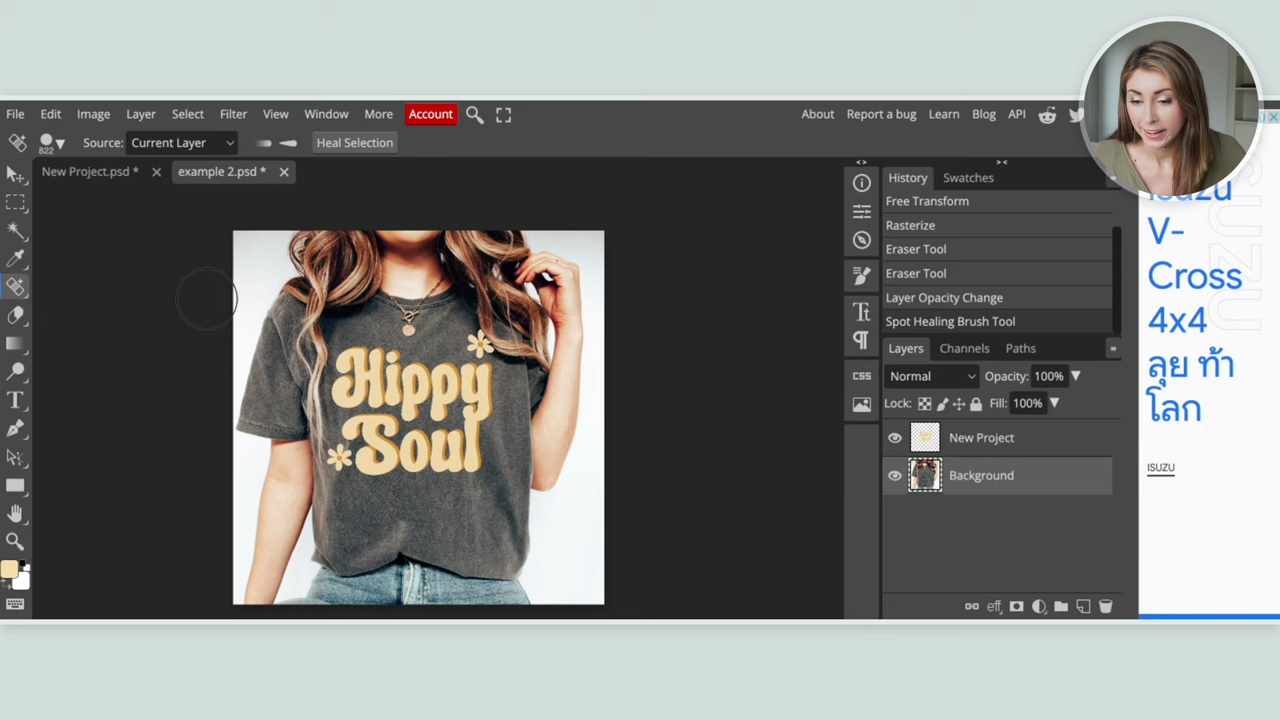 File Edit Image Layer Select Filter View Window More Account About Report a bug Learn Blog API
822 Source: Current Layer Heal Selection
New Project.psd * example 2.psd *
History Swatches
Free Transform
Rasterize
Eraser Tool
Eraser Tool
Layer Opacity Change
Spot Healing Brush Tool
Layers Channels Paths
Normal Opacity: 100%
Lock: Fill: 100%
New Project
Background
eff
CSS
Hippy
Soul
Isuzu
V-
Cross
4x4
ลุย ท้า
โลก
ISUZU